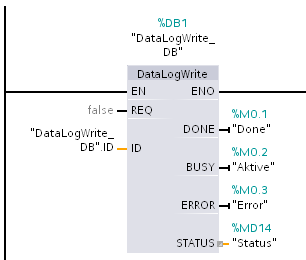 %DB1
"DataLogWrite_
DB"
DataLogWrite
EN ENO
false REQ
%M0.1
DONE "Done"
"DataLogWrite_
DB".ID ID
%M0.2
BUSY "Aktive"
%M0.3
ERROR "Error"
%MD14
STATUS "Status"